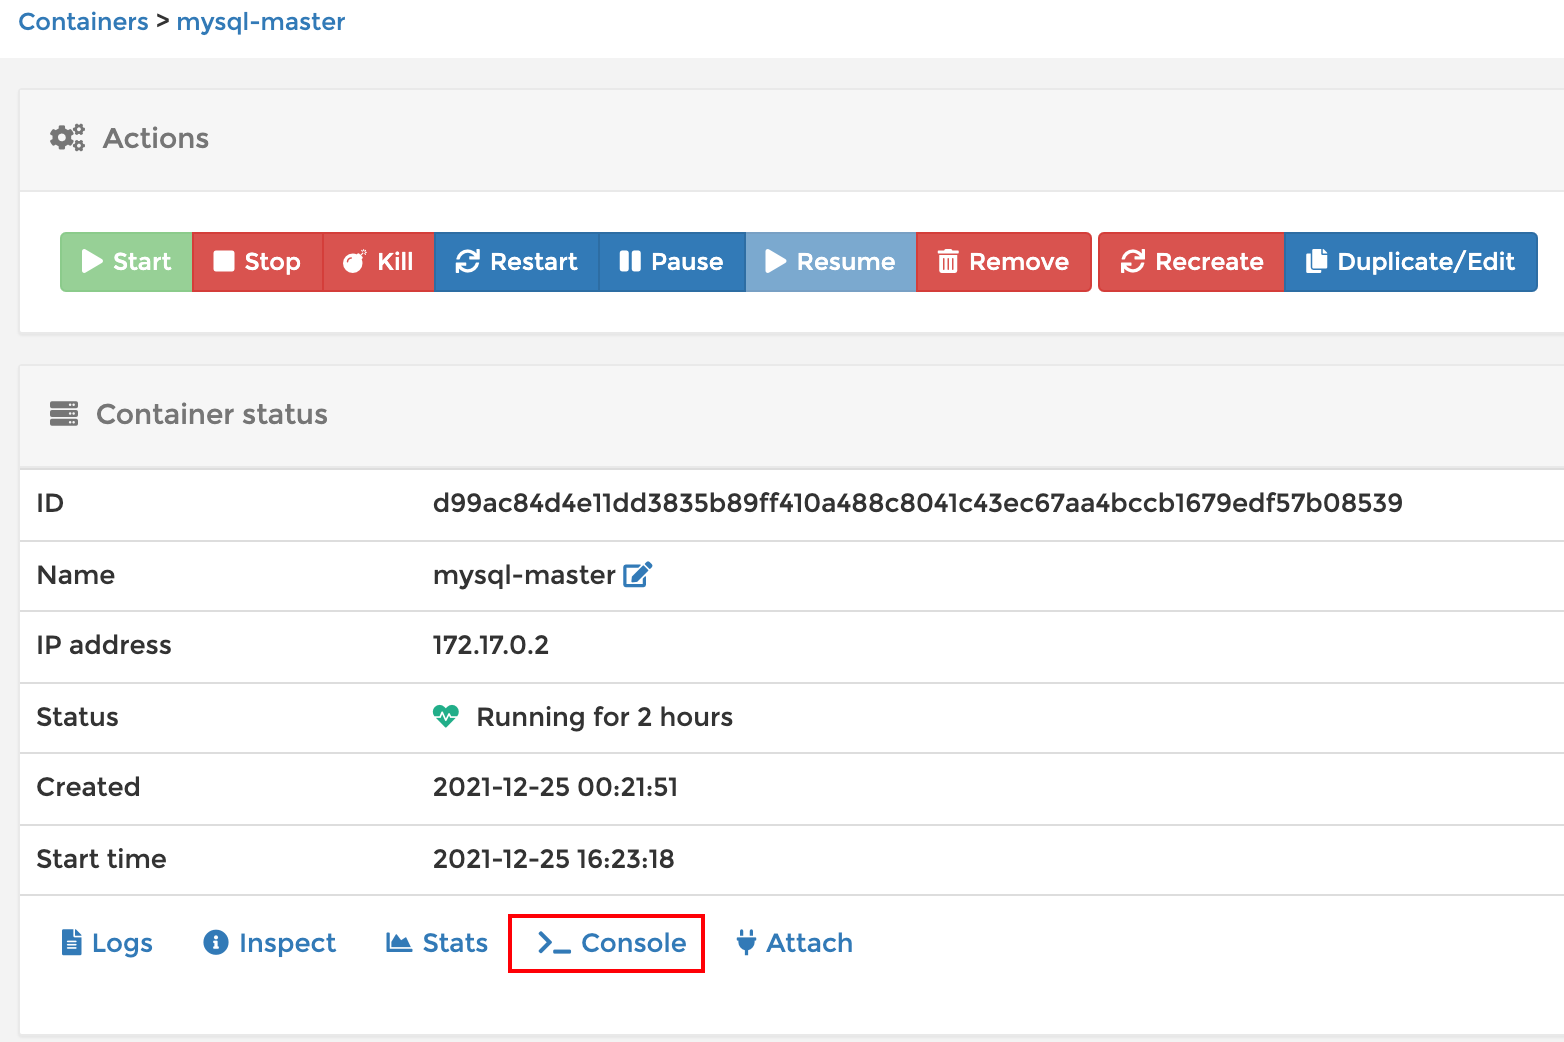 Containers > mysql-master
Actions
Start Stop Kill Restart Pause Resume Remove Recreate Duplicate/Edit
Container status
ID d99ac84d4e11dd3835b89ff410a488c8041c43ec67aa4bccb1679edf57b08539
Name mysql-master
IP address 172.17.0.2
Status Running for 2 hours
Created 2021-12-25 00:21:51
Start time 2021-12-25 16:23:18
Logs Inspect Stats >_ Console Attach